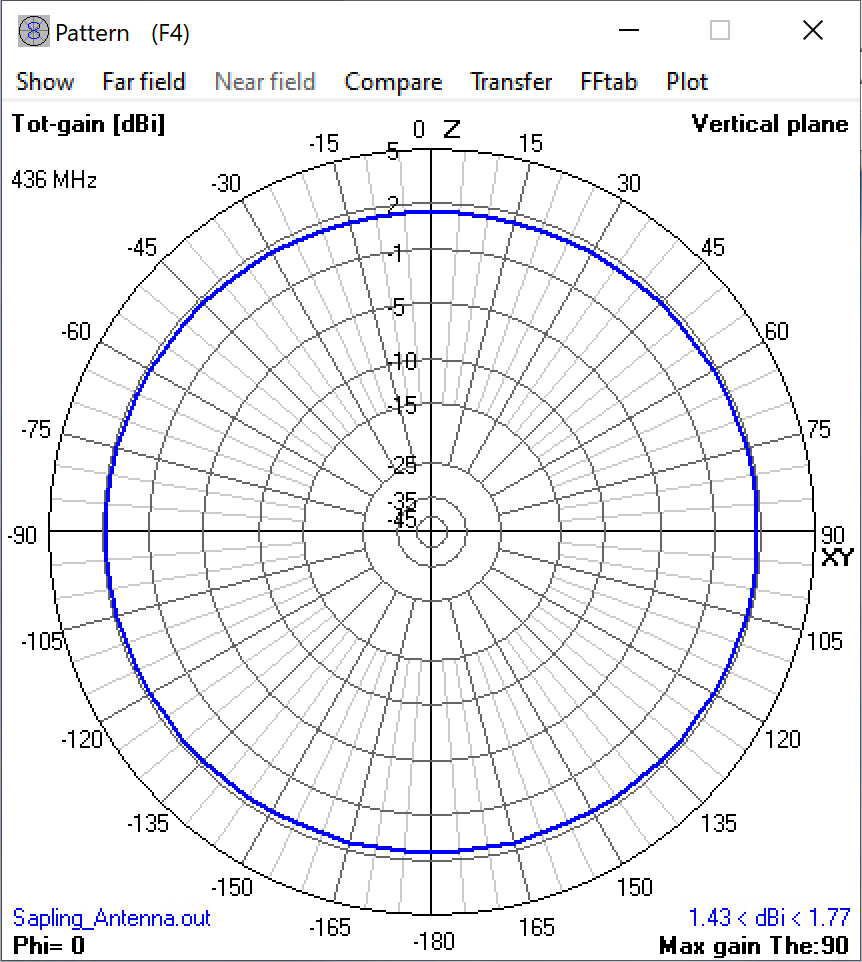 Pattern (F4)
Show Far field Near field Compare Transfer FFtab Plot
Tot-gain [dBi] Vertical plane
0 Z
-15 15
5
436 MHz
-30 30
2
-45 45
-1
-5
-60 60
-10
-15
-75 75
-25
-35
-45
-90 90
XY
-105 105
-120 120
-135 135
-150 150
Sapling_Antenna.out 1.43 < dBi < 1.77
-165 165
-180
Phi= 0 Max gain The:90